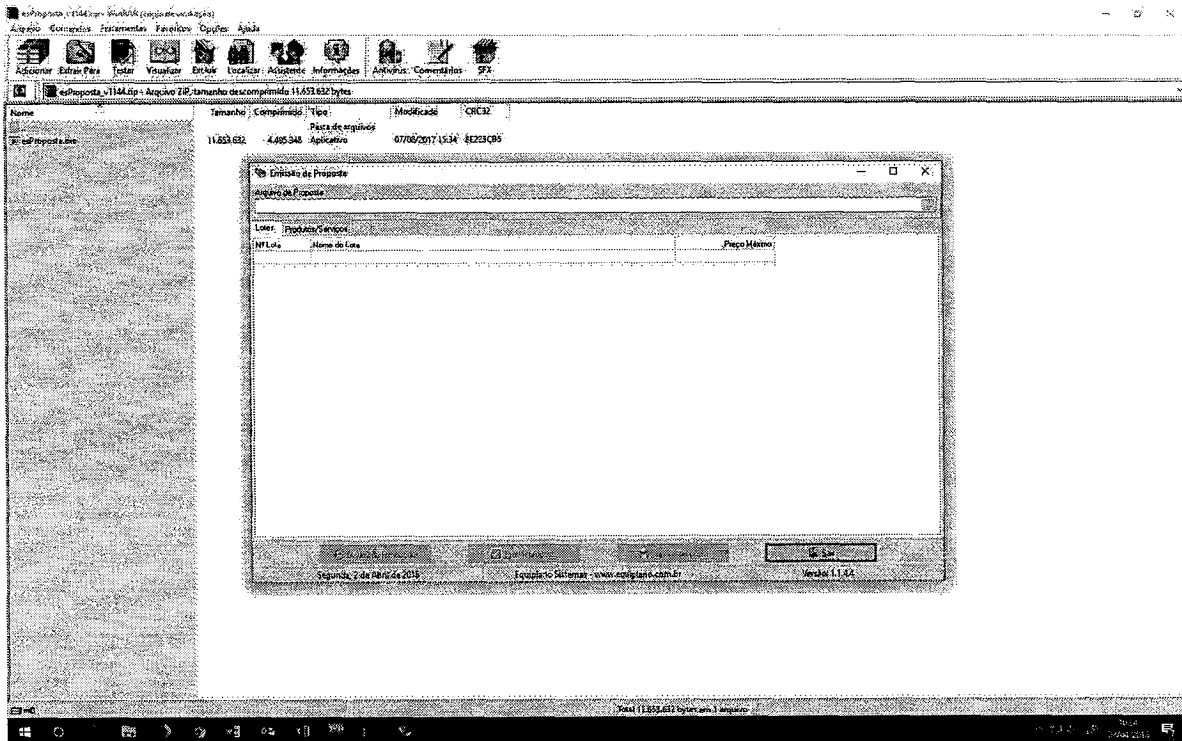 esProposta_v1144.zip - WinRAR (cópia de avaliação)
Arquivo Comandos Ferramentas Favoritos Opções Ajuda
Adicionar Extrair Para Testar Visualizar Excluir Localizar Assistente Informações Antivírus Comentários SFX
esProposta_v1144.zip - Arquivo ZIP, tamanho descomprimido 11.653.632 bytes
Nome Tamanho Comprimido Tipo Modificado CRC32
Pasta de arquivos
esProposta.exe 11.653.632 4.485.348 Aplicativo 07/08/2017 15:34 8E223CB5
Emissão de Proposta
Arquivo de Proposta
Lotes Produtos/Serviços
Nº Lote Nome do Lote Preço Máximo
Sair
Segunda, 2 de Abril de 2018 Equiplano Sistemas - www.equiplano.com.br Versão: 1.1.4.4
Total 11.653.632 bytes em 1 arquivo